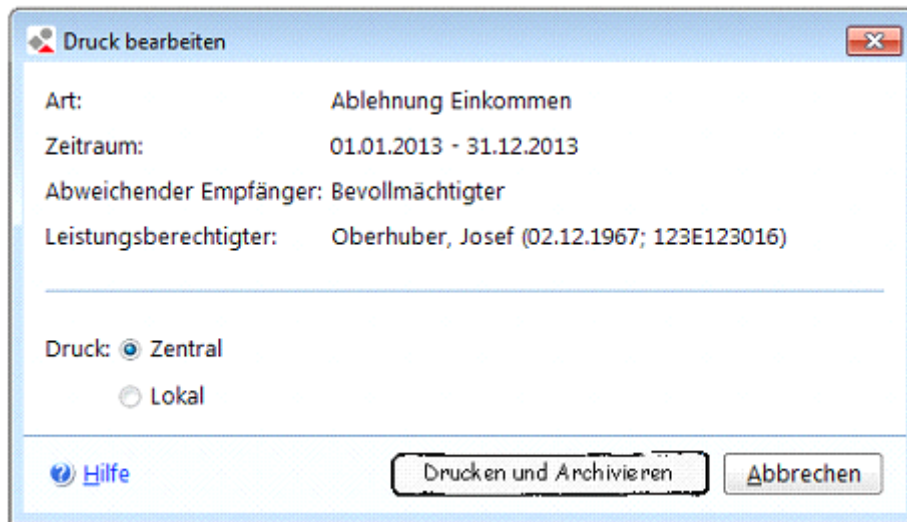 Druck bearbeiten
Art: Ablehnung Einkommen
Zeitraum: 01.01.2013 - 31.12.2013
Abweichender Empfänger: Bevollmächtigter
Leistungsberechtigter: Oberhuber, Josef (02.12.1967; 123E123016)
Druck: Zentral
Lokal
Hilfe Drucken und Archivieren Abbrechen